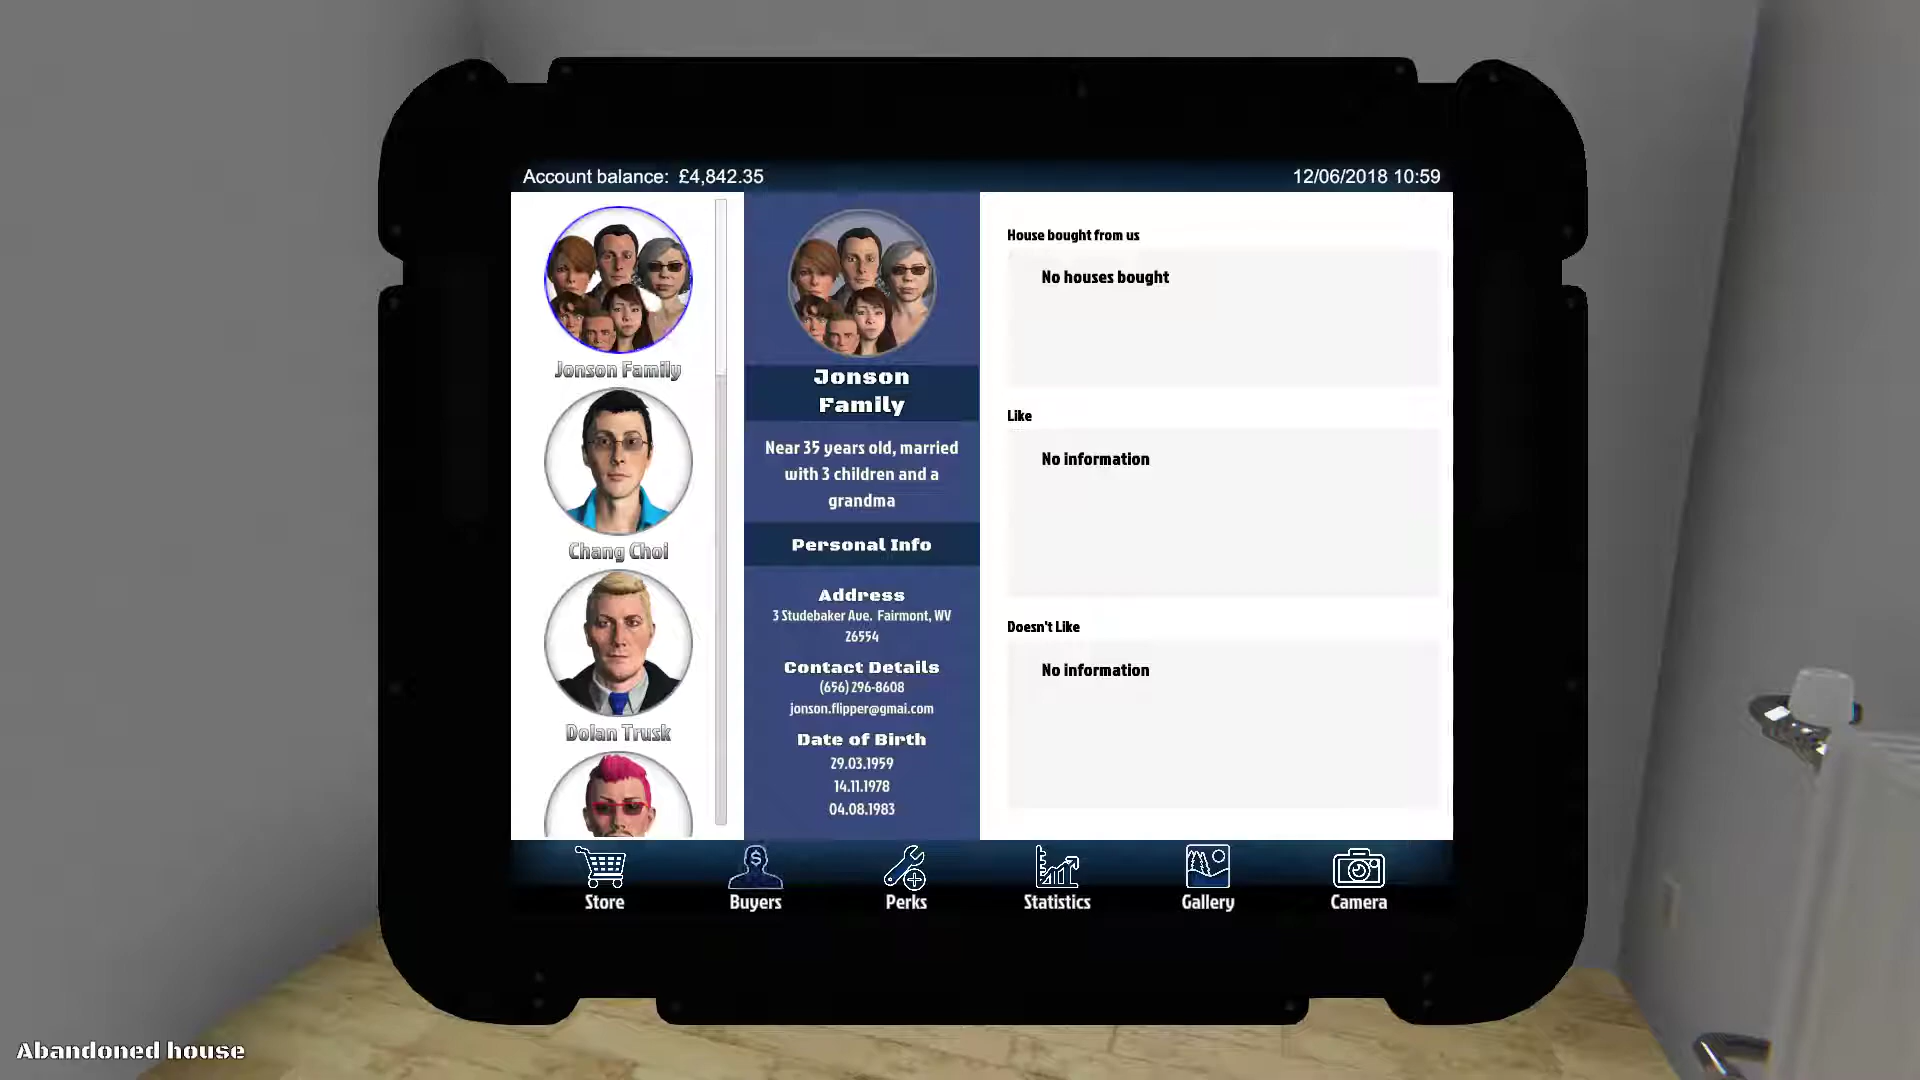 Account balance: £4,842.35
12/06/2018 10:59
Jonson Family
Chang Choi
Dolan Trusk
Jonson
Family
Near 35 years old, married
with 3 children and a
grandma
Personal Info
Address
3 Studebaker Ave. Fairmont, WV
26554
Contact Details
(656) 296-8608
jonson.flipper@gmai.com
Date of Birth
29.03.1959
14.11.1978
04.08.1983
House bought from us
No houses bought
Like
No information
Doesn't Like
No information
$
Store
Buyers
Perks
Statistics
Gallery
Camera
Abandoned house